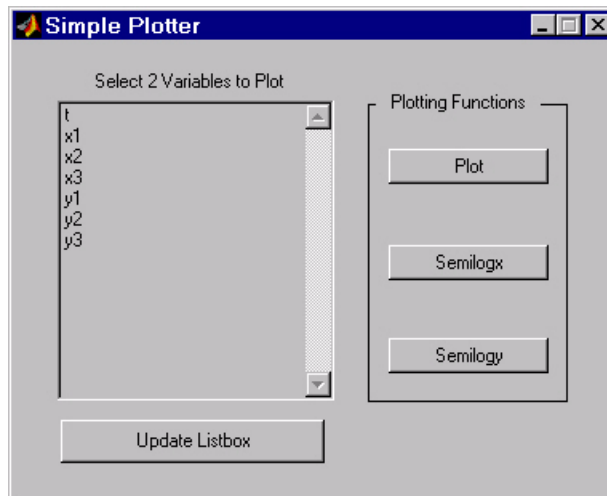 Simple Plotter
Select 2 Variables to Plot
t
x1
x2
x3
y1
y2
y3
Update Listbox
Plotting Functions
Plot
Semilogx
Semilogy